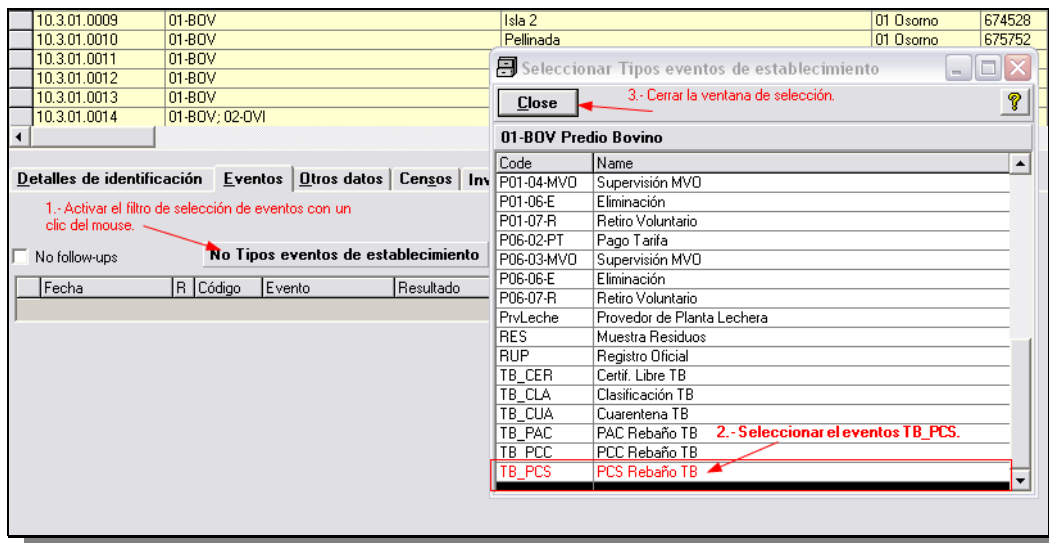 10.3.01.0009 01-BOV Isla 2 01 Osorno 674528
10.3.01.0010 01-BOV Pellinada 01 Osorno 675752
10.3.01.0011 01-BOV
10.3.01.0012 01-BOV
10.3.01.0013 01-BOV
10.3.01.0014 01-BOV; 02-OVI
Detalles de identificación Eventos Otros datos Censos Inv
1.- Activar el filtro de selección de eventos con un
clic del mouse.
No follow-ups No Tipos eventos de establecimiento
Fecha R Código Evento Resultado
Seleccionar Tipos eventos de establecimiento
Close 3.- Cerrar la ventana de selección. ?
01-BOV Predio Bovino
Code Name
P01-04-MVO Supervisión MVO
P01-06-E Eliminación
P01-07-R Retiro Voluntario
P06-02-PT Pago Tarifa
P06-03-MVO Supervisión MVO
P06-06-E Eliminación
P06-07-R Retiro Voluntario
PrvLeche Provedor de Planta Lechera
RES Muestra Residuos
RUP Registro Oficial
TB_CER Certif. Libre TB
TB_CLA Clasificación TB
TB_CUA Cuarentena TB
TB_PAC PAC Rebaño TB 2.- Seleccionar el eventos TB_PCS.
TB_PCC PCC Rebaño TB
TB_PCS PCS Rebaño TB